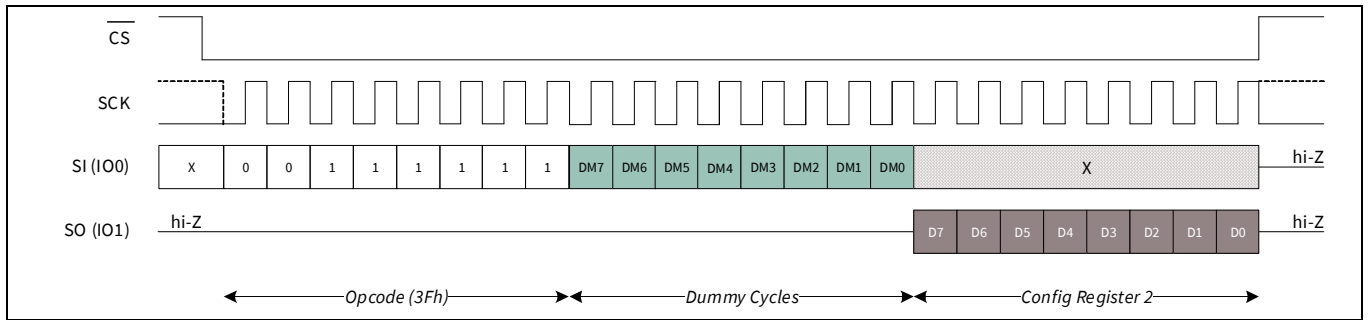 CS
SCK
SI (IO0) X 0 0 1 1 1 1 1 1 DM7 DM6 DM5 DM4 DM3 DM2 DM1 DM0 X hi-Z
SO (IO1) hi-Z D7 D6 D5 D4 D3 D2 D1 D0 hi-Z
Opcode (3Fh) Dummy Cycles Config Register 2